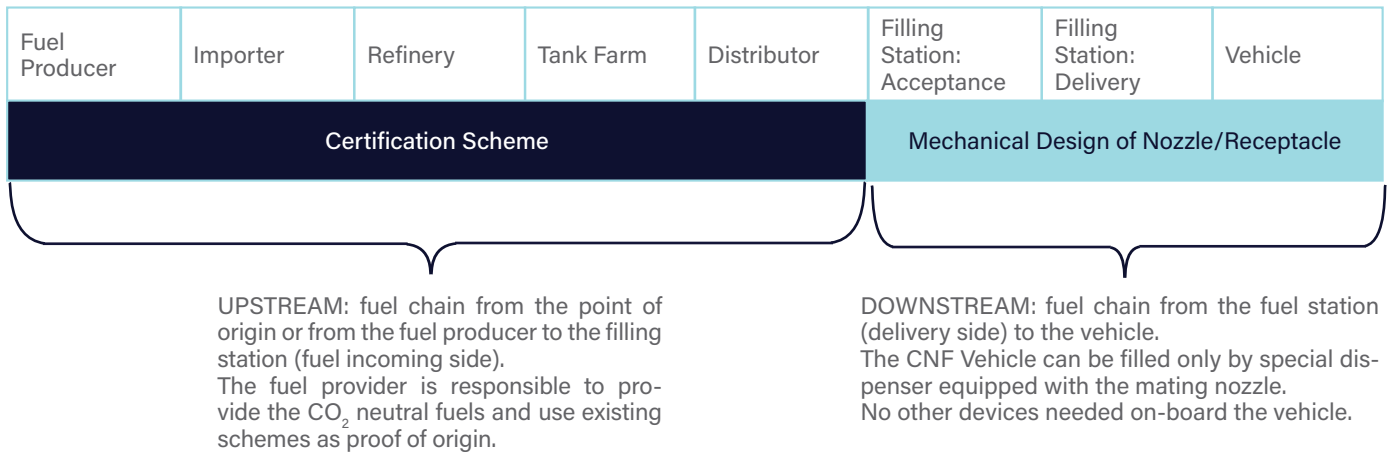 Fuel
Producer
Importer
Refinery
Tank Farm
Distributor
Filling
Station:
Acceptance
Filling
Station:
Delivery
Vehicle
Certification Scheme
Mechanical Design of Nozzle/Receptacle
UPSTREAM: fuel chain from the point of
origin or from the fuel producer to the filling
station (fuel incoming side).
The fuel provider is responsible to pro-
vide the CO₂ neutral fuels and use existing
schemes as proof of origin.
DOWNSTREAM: fuel chain from the fuel station
(delivery side) to the vehicle.
The CNF Vehicle can be filled only by special dis-
penser equipped with the mating nozzle.
No other devices needed on-board the vehicle.